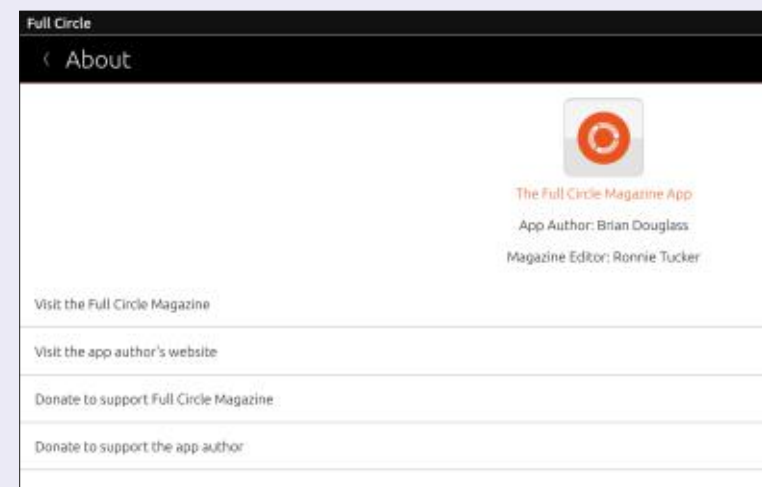 Full Circle
About
The Full Circle Magazine App
App Author: Brian Douglass
Magazine Editor: Ronnie Tucker
Visit the Full Circle Magazine
Visit the app author's website
Donate to support Full Circle Magazine
Donate to support the app author